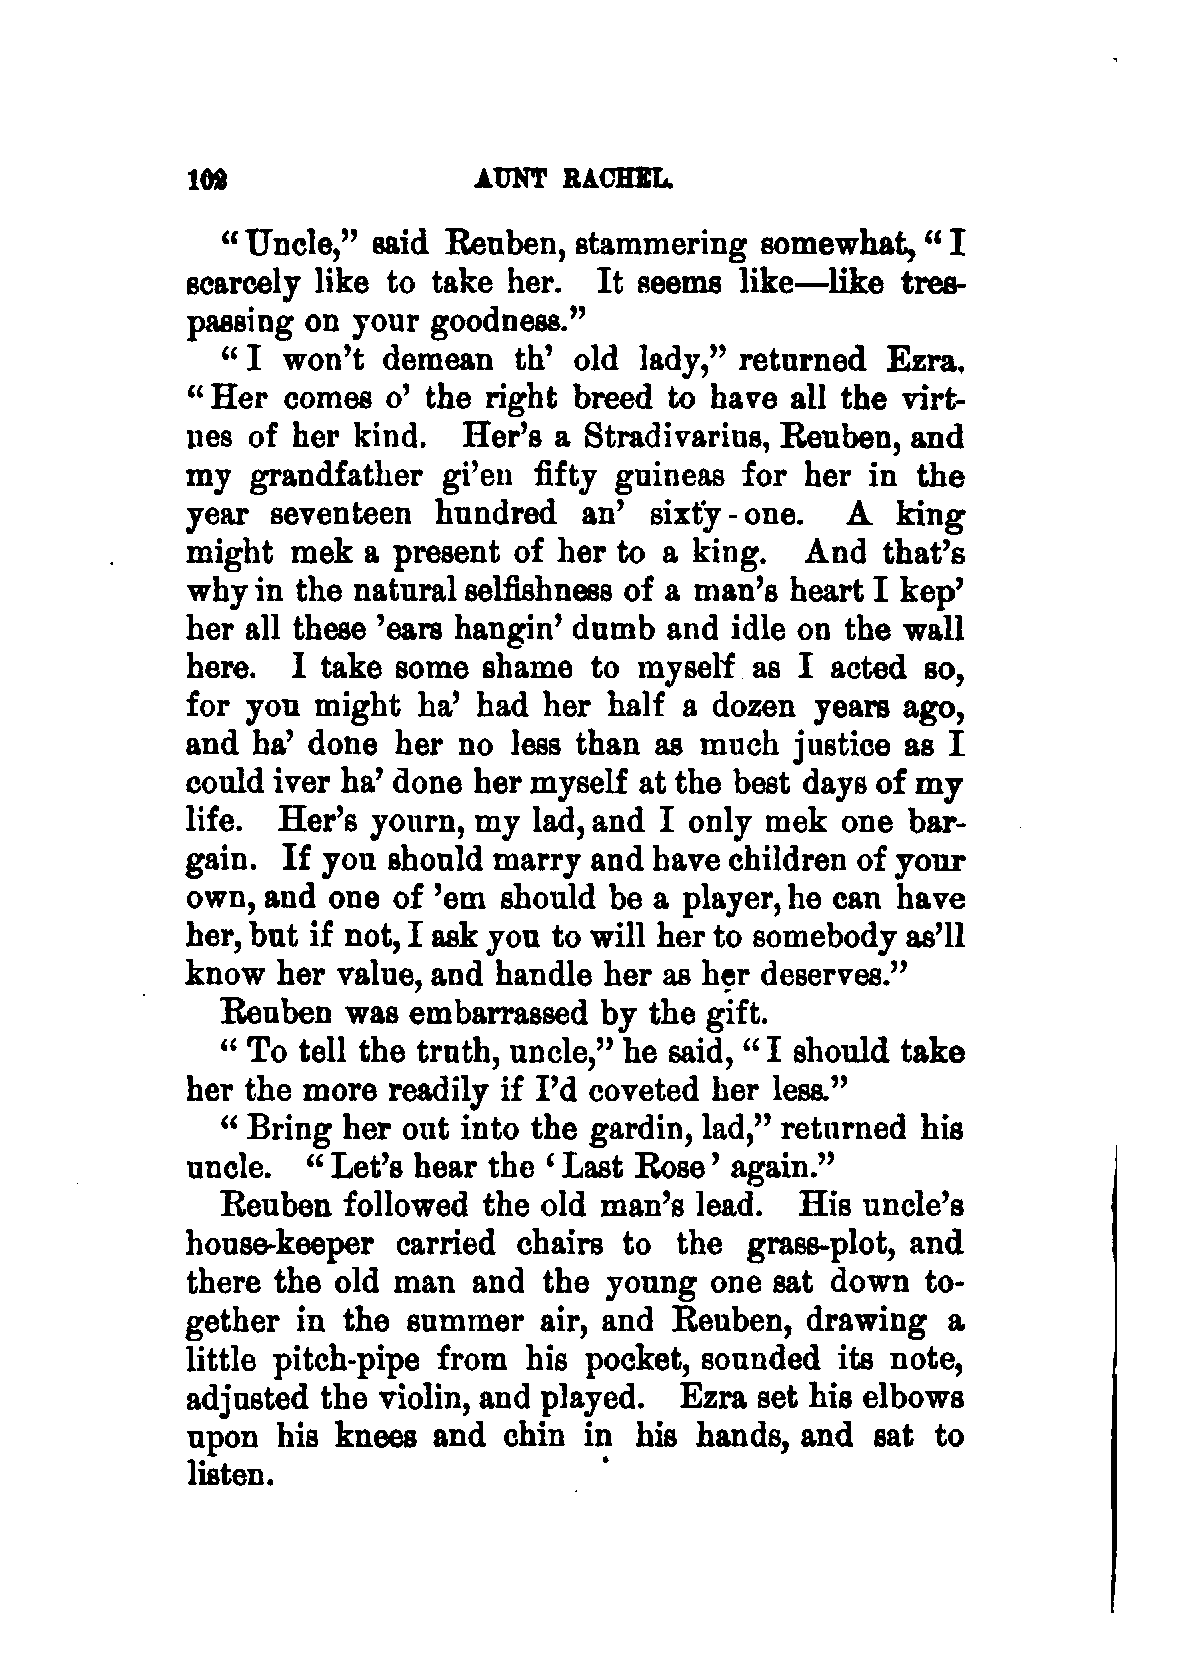 102 AUNT RACHEL.
“Uncle,” said Reuben, stammering somewhat, “I
scarcely like to take her. It seems like—like tres-
passing on your goodness.”
“I won’t demean th’ old lady,” returned Ezra.
“Her comes o’ the right breed to have all the virt-
ues of her kind. Her’s a Stradivarius, Reuben, and
my grandfather gi’en fifty guineas for her in the
year seventeen hundred an’ sixty-one. A king
might mek a present of her to a king. And that’s
why in the natural selfishness of a man’s heart I kep’
her all these ’ears hangin’ dumb and idle on the wall
here. I take some shame to myself as I acted so,
for you might ha’ had her half a dozen years ago,
and ha’ done her no less than as much justice as I
could iver ha’ done her myself at the best days of my
life. Her’s yourn, my lad, and I only mek one bar-
gain. If you should marry and have children of your
own, and one of ’em should be a player, he can have
her, but if not, I ask you to will her to somebody as’ll
know her value, and handle her as her deserves.”
Reuben was embarrassed by the gift.
“To tell the truth, uncle,” he said, “I should take
her the more readily if I’d coveted her less.”
“Bring her out into the gardin, lad,” returned his
uncle. “Let’s hear the ‘Last Rose’ again.”
Reuben followed the old man’s lead. His uncle’s
house-keeper carried chairs to the grass-plot, and
there the old man and the young one sat down to-
gether in the summer air, and Reuben, drawing a
little pitch-pipe from his pocket, sounded its note,
adjusted the violin, and played. Ezra set his elbows
upon his knees and chin in his hands, and sat to
listen.